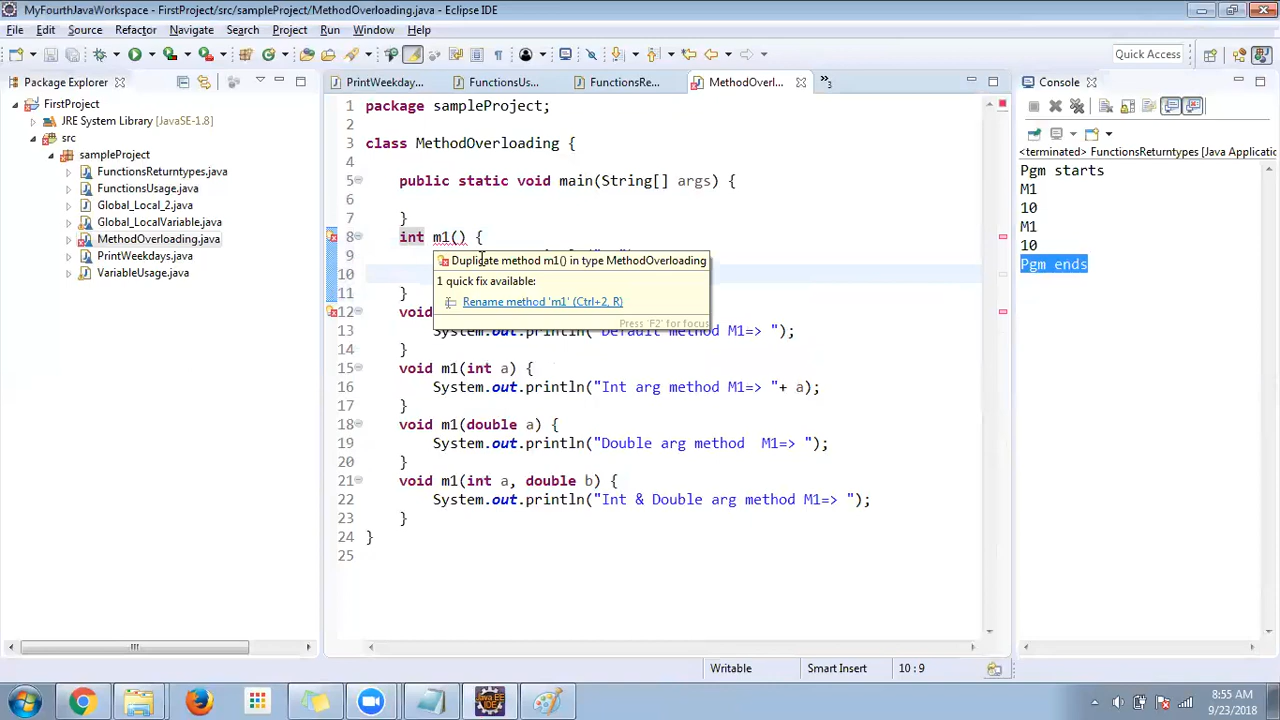 MyFourthJavaWorkspace - FirstProject/src/sampleProject/MethodOverloading.java - Eclipse IDE
File Edit Source Refactor Navigate Search Project Run Window Help
Quick Access
Package Explorer
FirstProject
JRE System Library [JavaSE-1.8]
src
sampleProject
FunctionsReturntypes.java
FunctionsUsage.java
Global_Local_2.java
Global_LocalVariable.java
MethodOverloading.java
PrintWeekdays.java
VariableUsage.java
PrintWeekday... FunctionsUs... FunctionsRe... MethodOverl... »3
1 package sampleProject;
2
3 class MethodOverloading {
4
5 public static void main(String[] args) {
6
7 }
8 int m1() {
9
10
11 }
12 void
13 System.out.println("Default method M1=> ");
14 }
15 void m1(int a) {
16 System.out.println("Int arg method M1=> "+ a);
17 }
18 void m1(double a) {
19 System.out.println("Double arg method  M1=> ");
20 }
21 void m1(int a, double b) {
22 System.out.println("Int & Double arg method M1=> ");
23 }
24 }
25
Duplicate method m1() in type MethodOverloading
1 quick fix available:
Rename method 'm1' (Ctrl+2, R)
Press 'F2' for focus
Console
<terminated> FunctionsReturntypes [Java Applicatio
Pgm starts
M1
10
M1
10
Pgm ends
Writable Smart Insert 10 : 9
Java EE
IDE
8:55 AM
9/23/2018